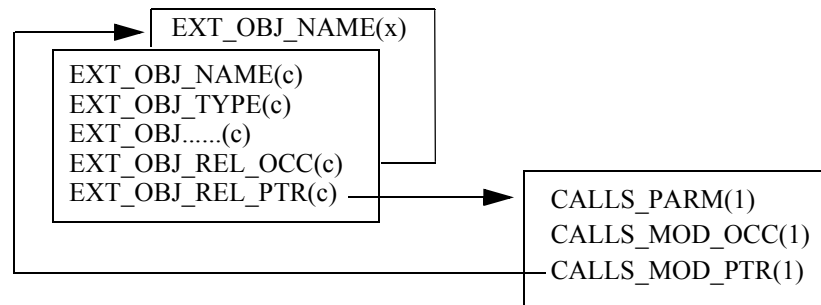 EXT_OBJ_NAME(x)
EXT_OBJ_NAME(c)
EXT_OBJ_TYPE(c)
EXT_OBJ......(c)
EXT_OBJ_REL_OCC(c)
EXT_OBJ_REL_PTR(c)
CALLS_PARM(1)
CALLS_MOD_OCC(1)
CALLS_MOD_PTR(1)